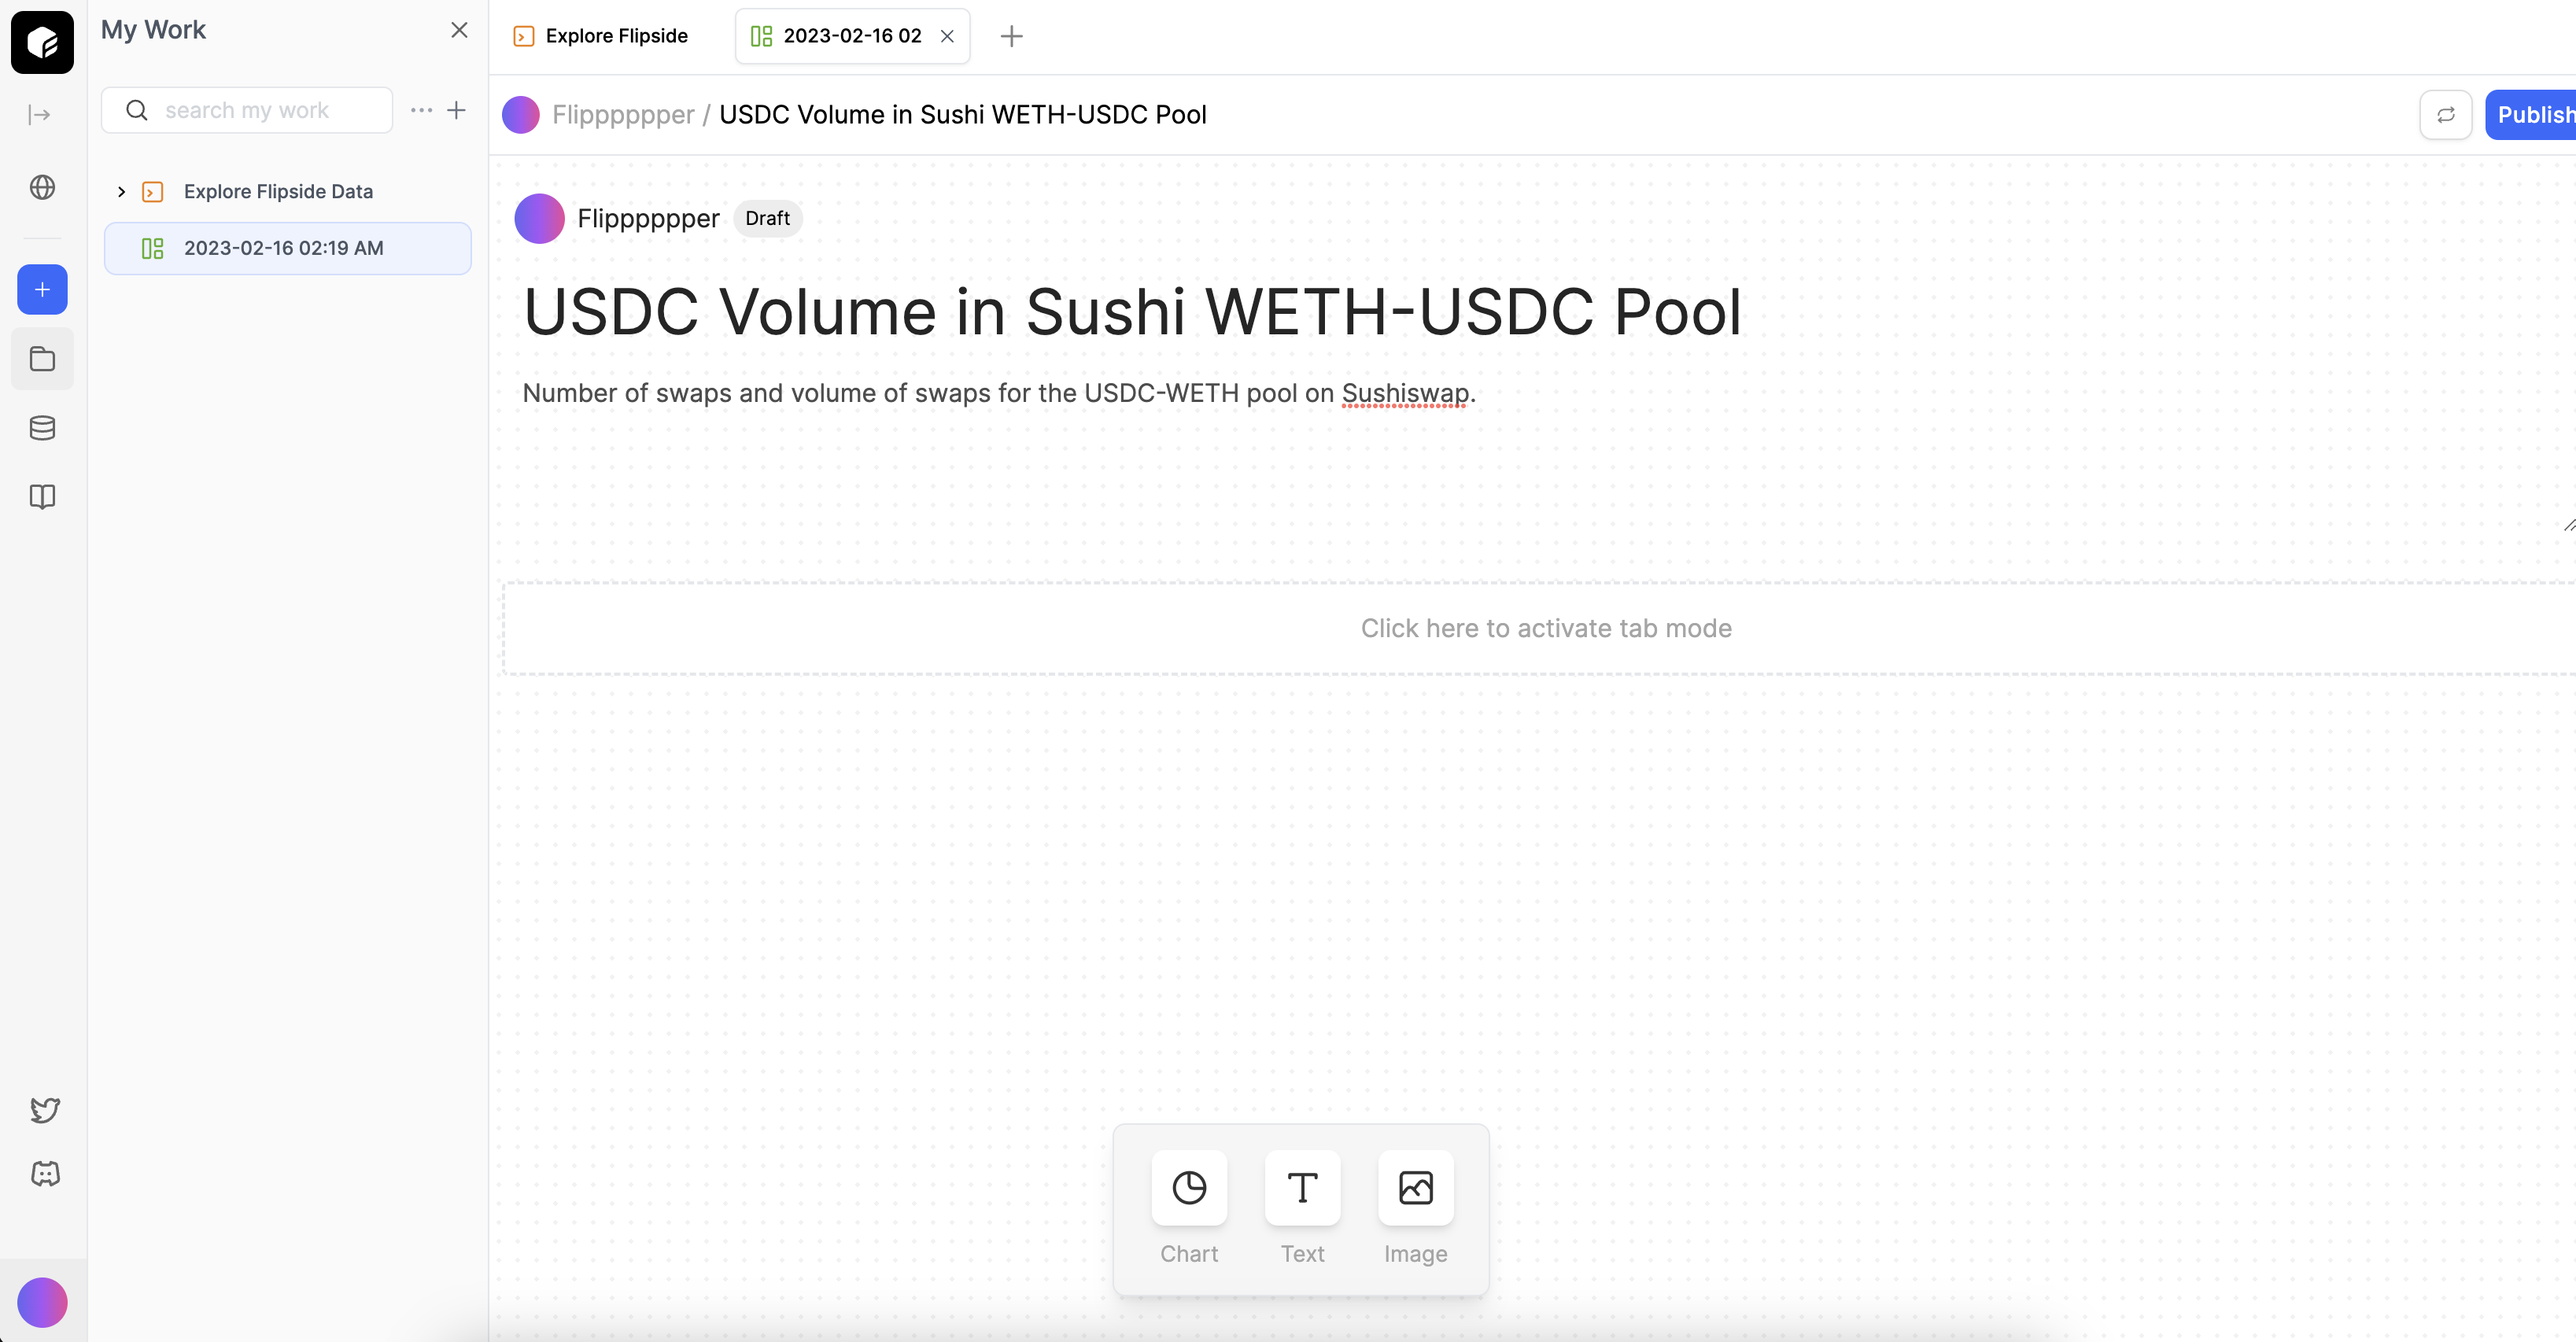 My Work
search my work
Explore Flipside Data
2023-02-16 02:19 AM
Explore Flipside
2023-02-16 02
Flipppppper / USDC Volume in Sushi WETH-USDC Pool
Publish
Flipppppper Draft
USDC Volume in Sushi WETH-USDC Pool
Number of swaps and volume of swaps for the USDC-WETH pool on Sushiswap.
Click here to activate tab mode
Chart Text Image